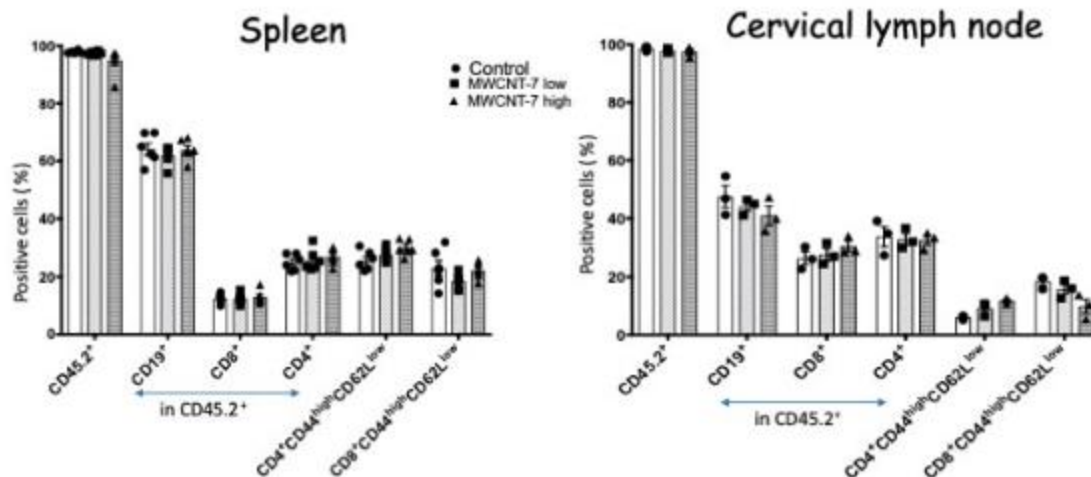 Spleen
Control
MWCNT-7 low
MWCNT-7 high
Positive cells (%)
100
80
60
40
20
0
CD45.2⁺
CD19⁺
CD8⁺
CD4⁺
CD4⁺CD44ʰⁱᵍʰCD62Lˡᵒʷ
CD8⁺CD44ʰⁱᵍʰCD62Lˡᵒʷ
in CD45.2⁺
Cervical lymph node
Positive cells (%)
100
80
60
40
20
0
CD45.2⁺
CD19⁺
CD8⁺
CD4⁺
CD4⁺CD44ʰⁱᵍʰCD62Lˡᵒʷ
CD8⁺CD44ʰⁱᵍʰCD62Lˡᵒʷ
in CD45.2⁺